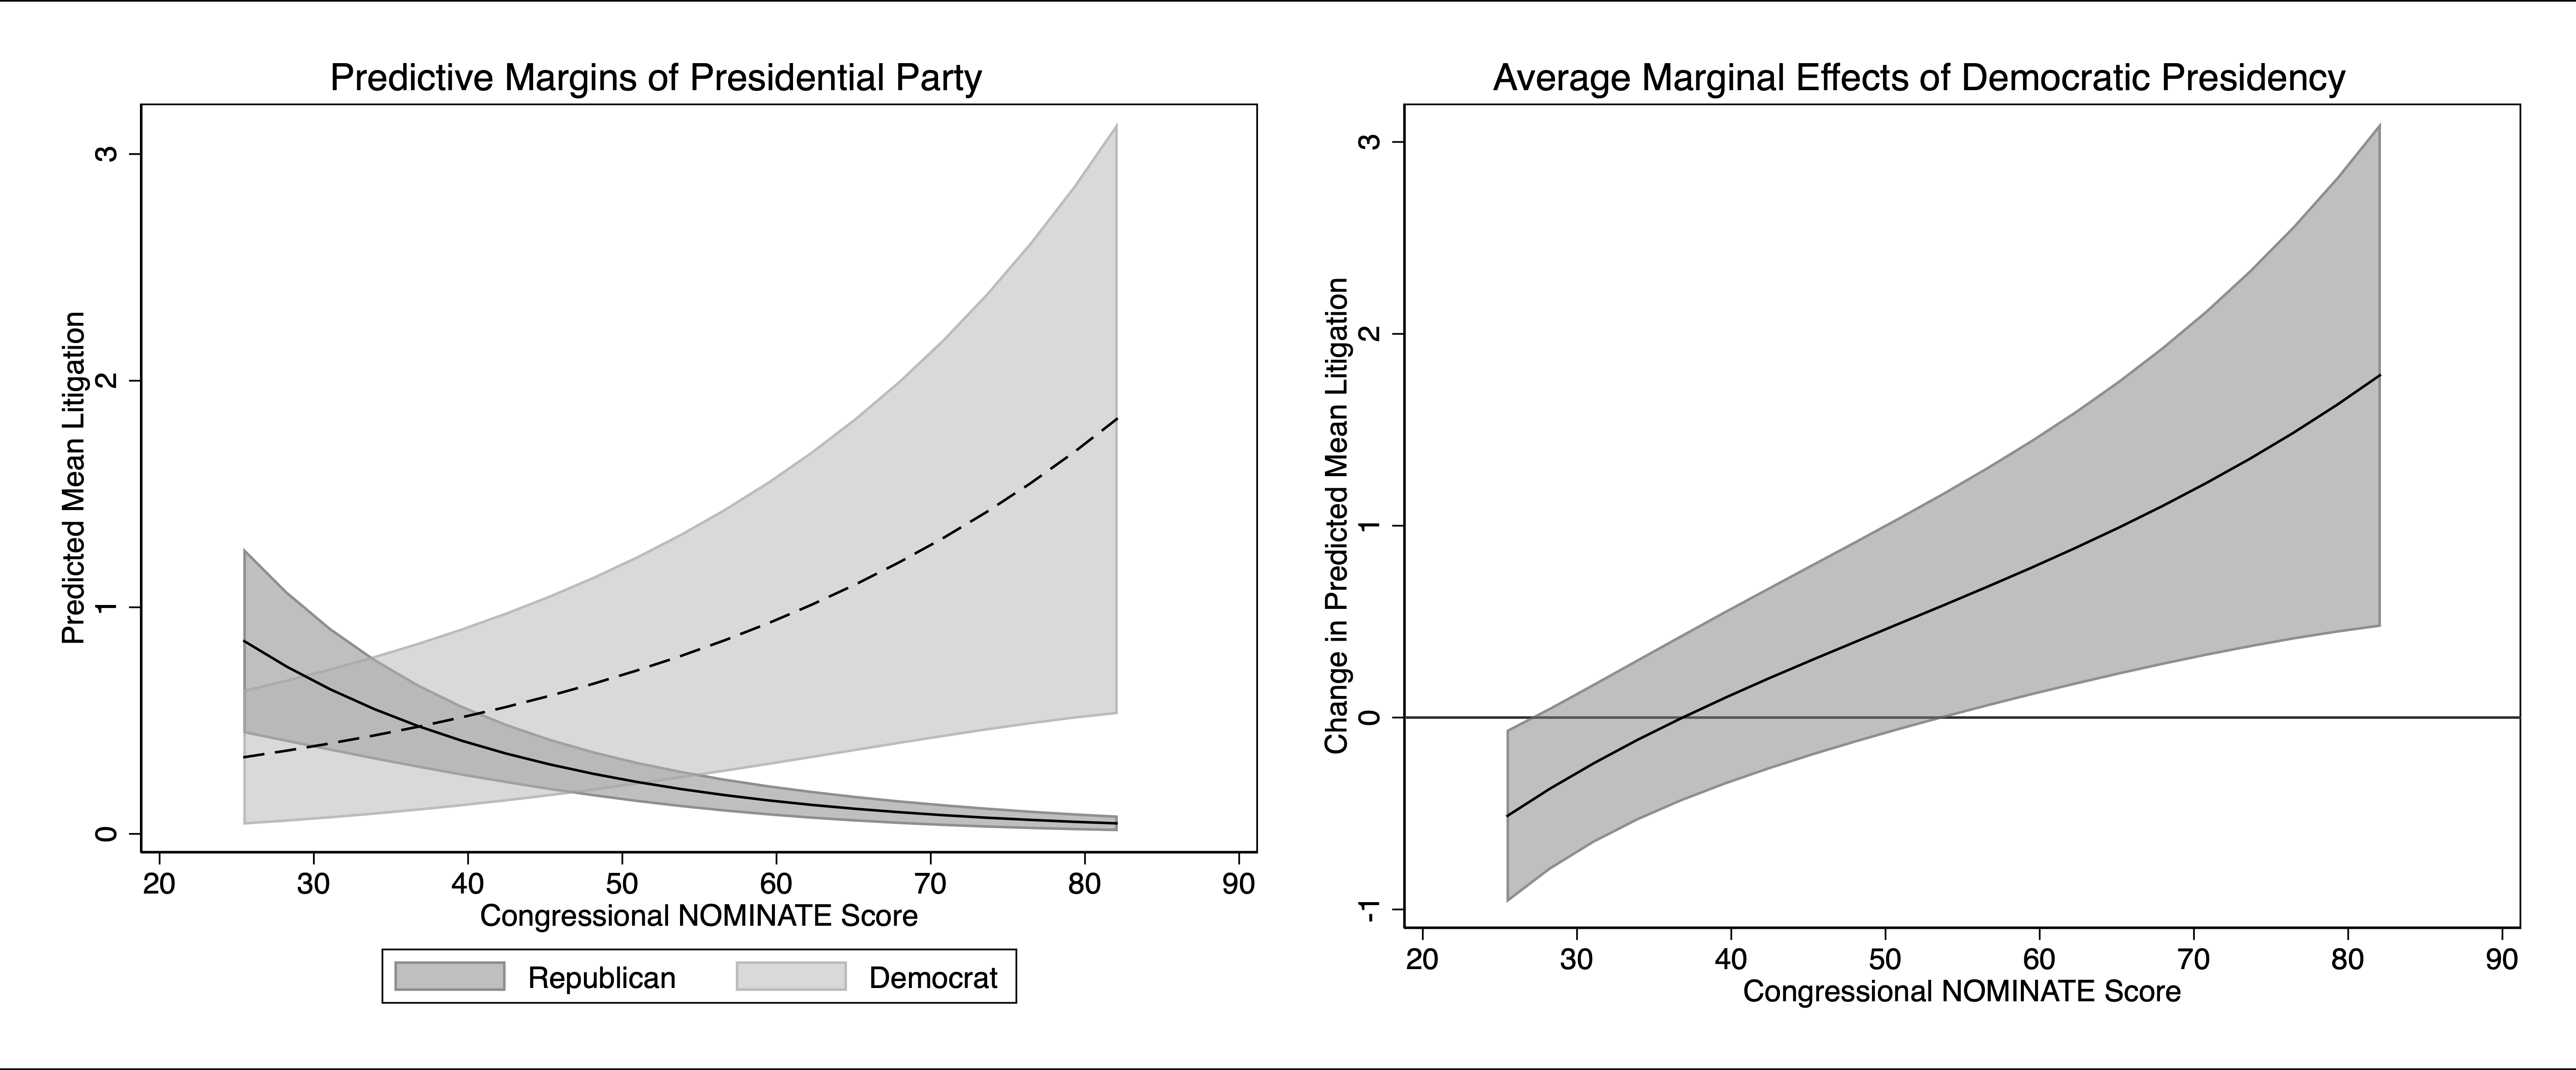 Predictive Margins of Presidential Party
Predicted Mean Litigation
3
2
1
0
20 30 40 50 60 70 80 90
Congressional NOMINATE Score
Republican Democrat
Average Marginal Effects of Democratic Presidency
Change in Predicted Mean Litigation
3
2
1
0
-1
20 30 40 50 60 70 80 90
Congressional NOMINATE Score